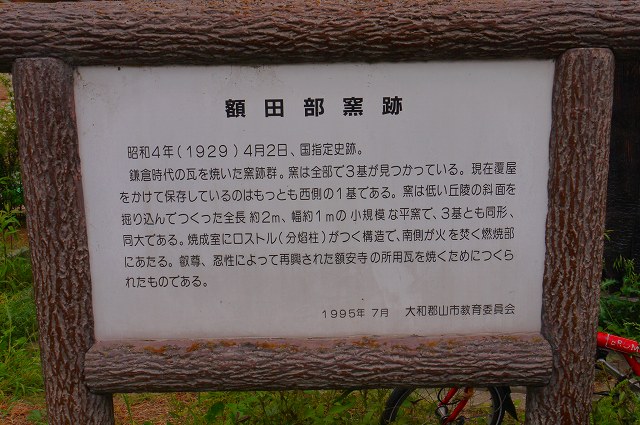 額田部窯跡
昭和4年(1929)4月2日、国指定史跡。
鎌倉時代の瓦を焼いた窯跡群。窯は全部で3基が見つかっている。現在覆屋
をかけて保存しているのはもっとも西側の1基である。窯は低い丘陵の斜面を
掘り込んでつくった全長約2m、幅約1mの小規模な平窯で、3基とも同形、
同大である。焼成室にロストル(分焰柱)がつく構造で、南側が火を焚く燃焼部
にあたる。叡尊、忍性によって再興された額安寺の所用瓦を焼くためにつくら
れたものである。
1995年7月 大和郡山市教育委員会